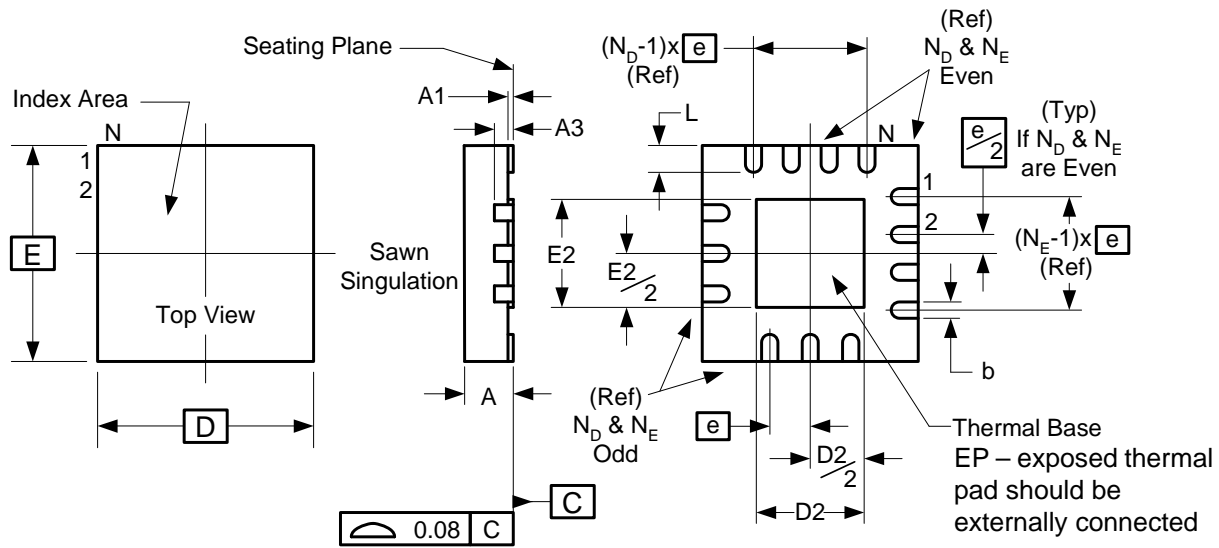 Seating Plane
Index Area
N
1
2
E
Top View
D
A1
A3
Sawn
Singulation
A
0.08 C
C
(N_D-1)x e
(Ref)
(Ref)
N_D & N_E
Even
L
N
e/2
(Typ)
If N_D & N_E
are Even
1
2
(N_E-1)x e
(Ref)
E2
E2/2
b
(Ref)
N_D & N_E
Odd
e
D2/2
D2
Thermal Base
EP – exposed thermal
pad should be
externally connected